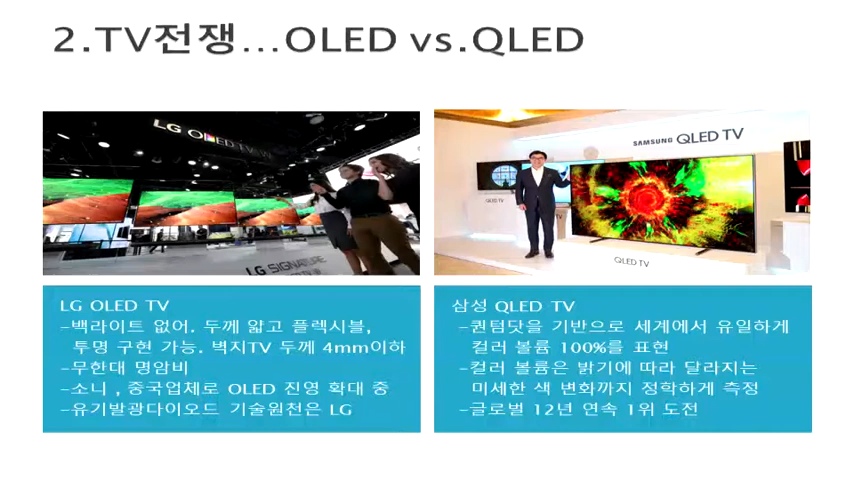 2.TV전쟁...OLED vs.QLED
LG OLED TV
LG SIGNATURE
SAMSUNG QLED TV
QLED TV
QLED TV
LG OLED TV
-백라이트 없어. 두께 앏고 플렉시블,
투명 구현 가능. 벽지TV 두께 4mm이하
-무한대 명암비
-소니 , 중국업체로 OLED 진영 확대 중
-유기발광다이오드 기술원천은 LG
삼성 QLED TV
-퀀텀닷을 기반으로 세계에서 유일하게
컬러 볼륨 100%를 표현
-컬러 볼륨은 밝기에 따라 달라지는
미세한 색 변화까지 정확하게 측정
-글로벌 12년 연속 1위 도전